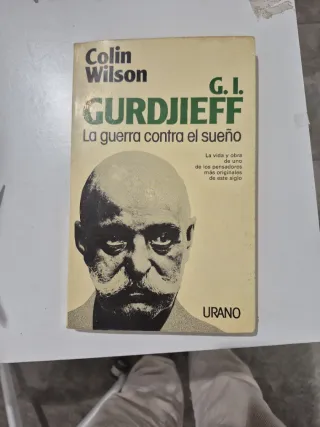 Colin
Wilson
G. I.
GURDJIEFF
La guerra contra el sueño
La vida y obra
de uno
de los pensadores
más originales
de este siglo
URANO